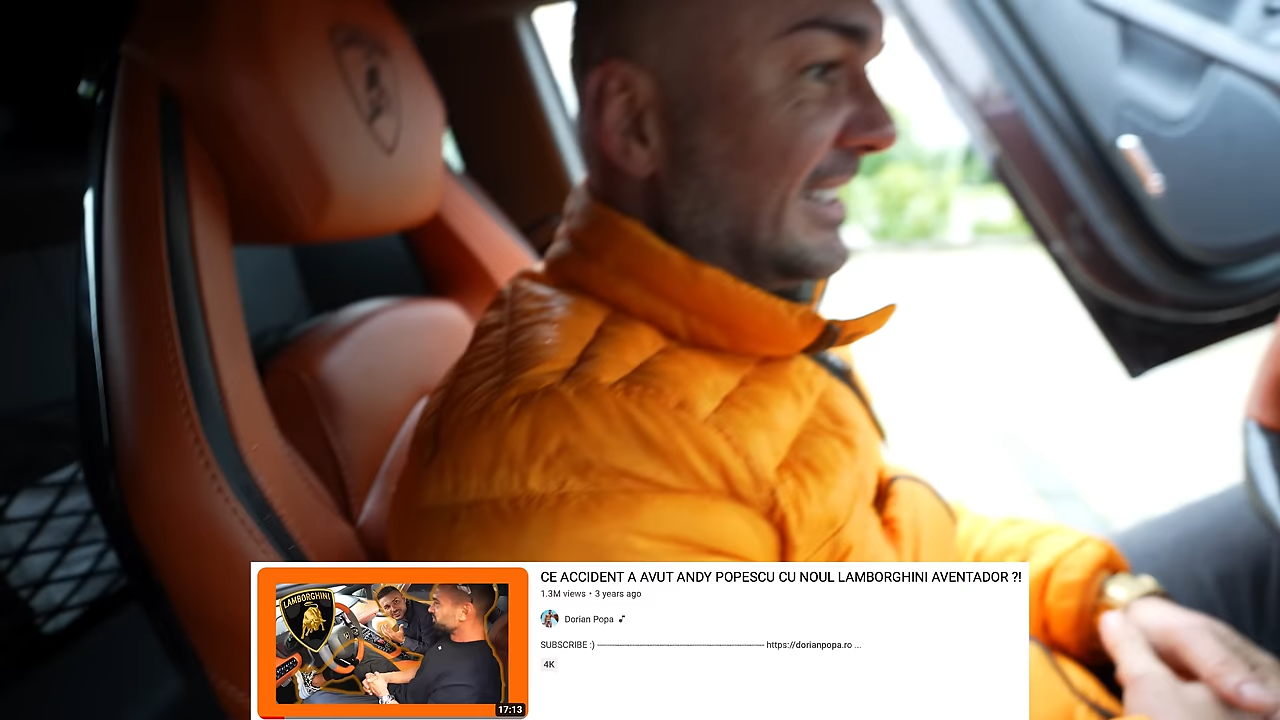 LAMBORGHINI
17:13
CE ACCIDENT A AVUT ANDY POPESCU CU NOUL LAMBORGHINI AVENTADOR ?!
1.3M views • 3 years ago
Dorian Popa
SUBSCRIBE :) ---------------------------------------------------------------- https://dorianpopa.ro ...
4K